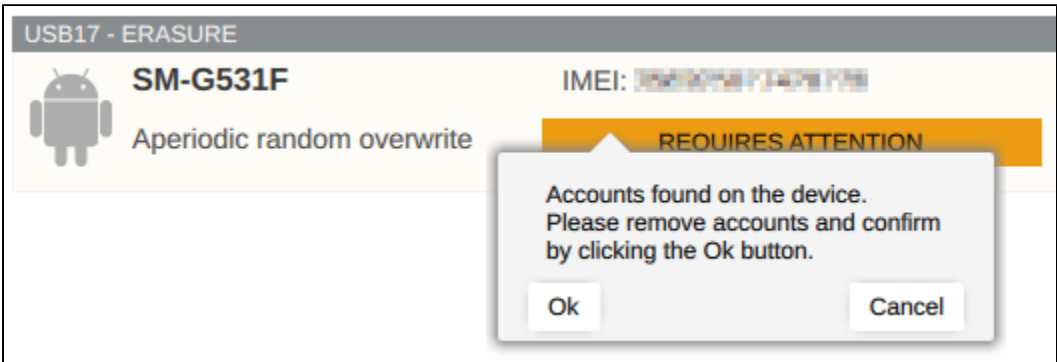 USB17 - ERASURE
SM-G531F
IMEI:
Aperiodic random overwrite
REQUIRES ATTENTION
Accounts found on the device.
Please remove accounts and confirm
by clicking the Ok button.
Ok
Cancel